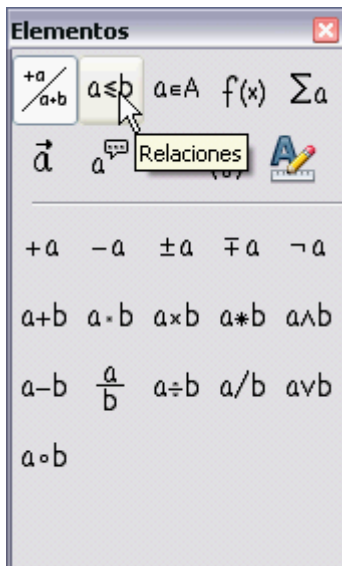 Elementos
+a/a+b a≤b a∈A f(x) Σa
a⃗ a Relaciones
+a −a ±a ∓a ¬a
a+b a·b a×b a∗b a∧b
a−b a/b a÷b a/b a∨b
a∘b